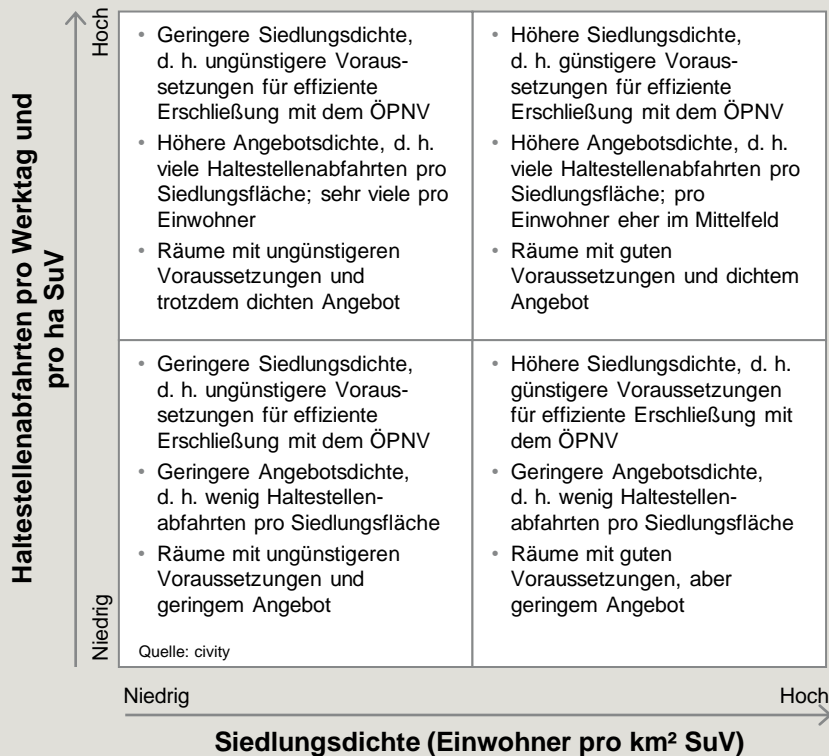 Haltestellenabfahrten pro Werktag und
pro ha SuV
Hoch
• Geringere Siedlungsdichte,
d. h. ungünstigere Voraus-
setzungen für effiziente
Erschließung mit dem ÖPNV
• Höhere Angebotsdichte, d. h.
viele Haltestellenabfahrten pro
Siedlungsfläche; sehr viele pro
Einwohner
• Räume mit ungünstigeren
Voraussetzungen und
trotzdem dichten Angebot
• Höhere Siedlungsdichte,
d. h. günstigere Voraus-
setzungen für effiziente
Erschließung mit dem ÖPNV
• Höhere Angebotsdichte, d. h.
viele Haltestellenabfahrten pro
Siedlungsfläche; pro
Einwohner eher im Mittelfeld
• Räume mit guten
Voraussetzungen und dichtem
Angebot
Niedrig
• Geringere Siedlungsdichte,
d. h. ungünstigere Voraus-
setzungen für effiziente
Erschließung mit dem ÖPNV
• Geringere Angebotsdichte,
d. h. wenig Haltestellen-
abfahrten pro Siedlungsfläche
• Räume mit ungünstigeren
Voraussetzungen und
geringem Angebot
Quelle: civity
• Höhere Siedlungsdichte, d. h.
günstigere Voraussetzungen
für effiziente Erschließung mit
dem ÖPNV
• Geringere Angebotsdichte,
d. h. wenig Haltestellen-
abfahrten pro Siedlungsfläche
• Räume mit guten
Voraussetzungen, aber
geringem Angebot
Niedrig
Hoch
Siedlungsdichte (Einwohner pro km² SuV)